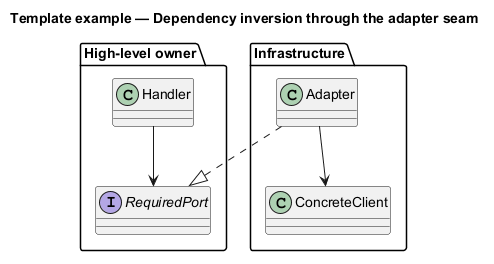 Template example — Dependency inversion through the adapter seam
High-level owner
Infrastructure
C Handler
C Adapter
I RequiredPort
C ConcreteClient